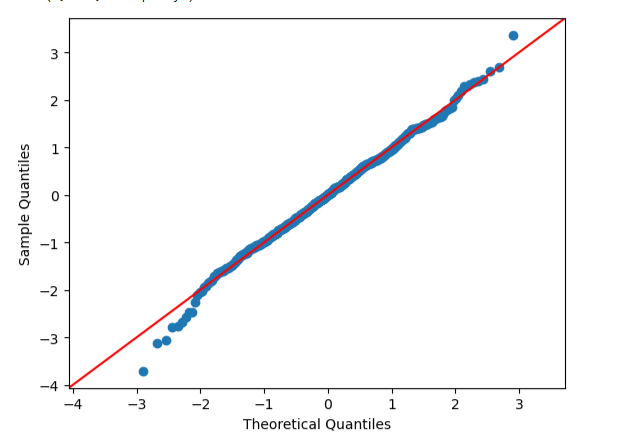 3
2
1
0
−1
−2
−3
−4
Sample Quantiles
−4 −3 −2 −1 0 1 2 3
Theoretical Quantiles